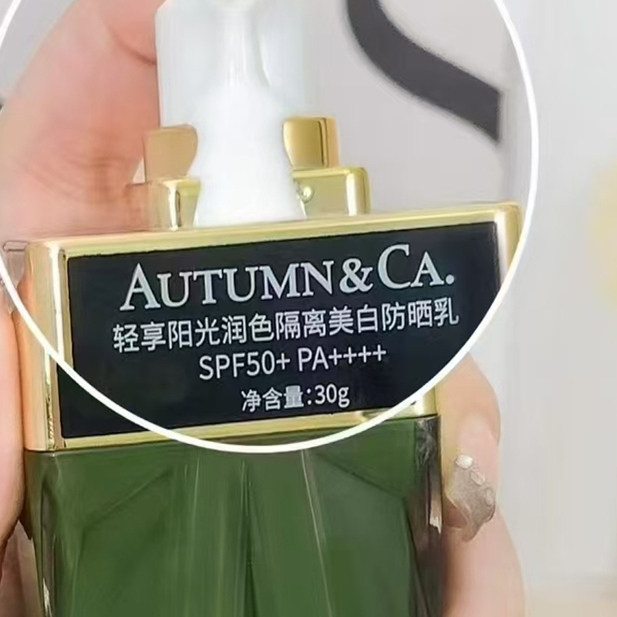 AUTUMN&CA.
轻享阳光润色隔离美白防晒乳
SPF50+ PA++++
净含量:30g